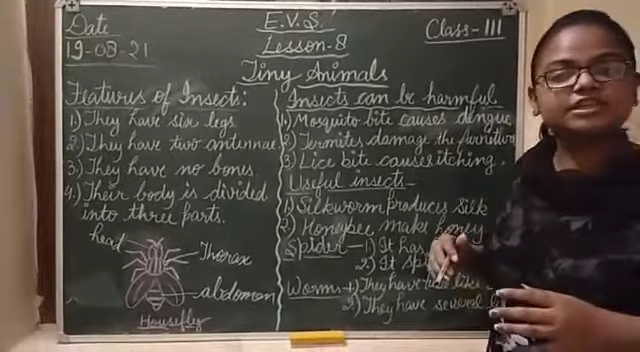 Date
19-08-21
E.V.S.
Lesson-8
Class-III
Tiny Animals
Features of Insects:
1.) They have six legs.
2.) They have two antennae
3.) They have no bones.
4.) Their body is divided
into three parts.
head
Thorax
abdomen
Housefly
Insects can be harmful
1.) Mosquito bite causes dengue
2.) Termites damage the furniture
3.) Lice bite causes itching.
Useful insects-
1.) Silkworm produces silk
2) Honeybee make honey
Spider-1.) It has
2.) It
Worms-1.) They have like
2.) They have several